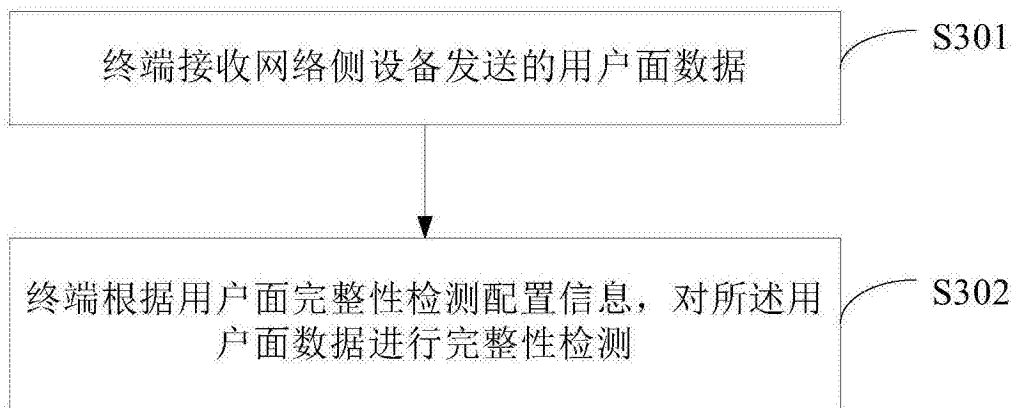 终端接收网络侧设备发送的用户面数据
S301
终端根据用户面完整性检测配置信息，对所述用
户面数据进行完整性检测
S302